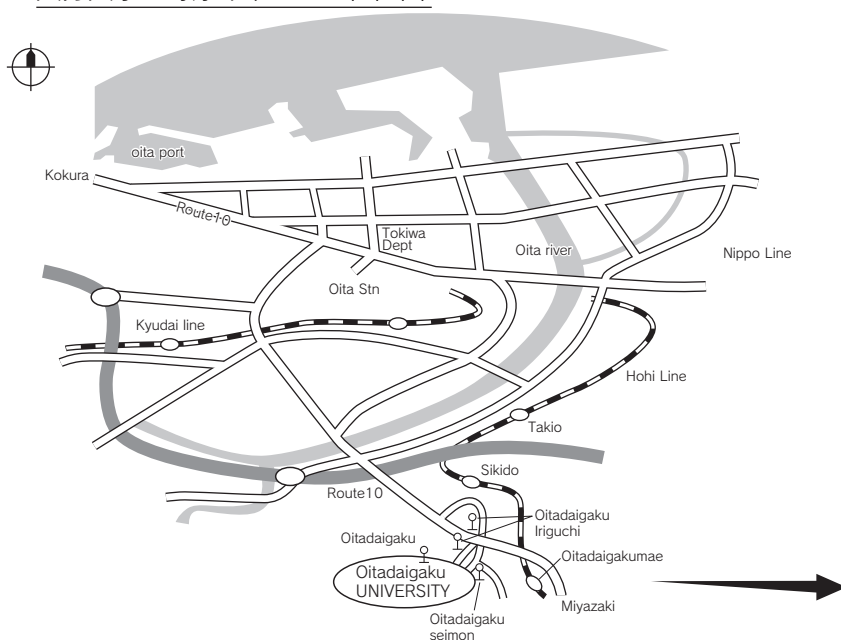 oita port
Kokura
Route10
Tokiwa
Dept
Oita river
Nippo Line
Oita Stn
Kyudai line
Hohi Line
Takio
Sikido
Route10
Oitadaigaku
Iriguchi
Oitadaigaku
Oitadaigakumae
Oitadaigaku
UNIVERSITY
Miyazaki
Oitadaigaku
seimon